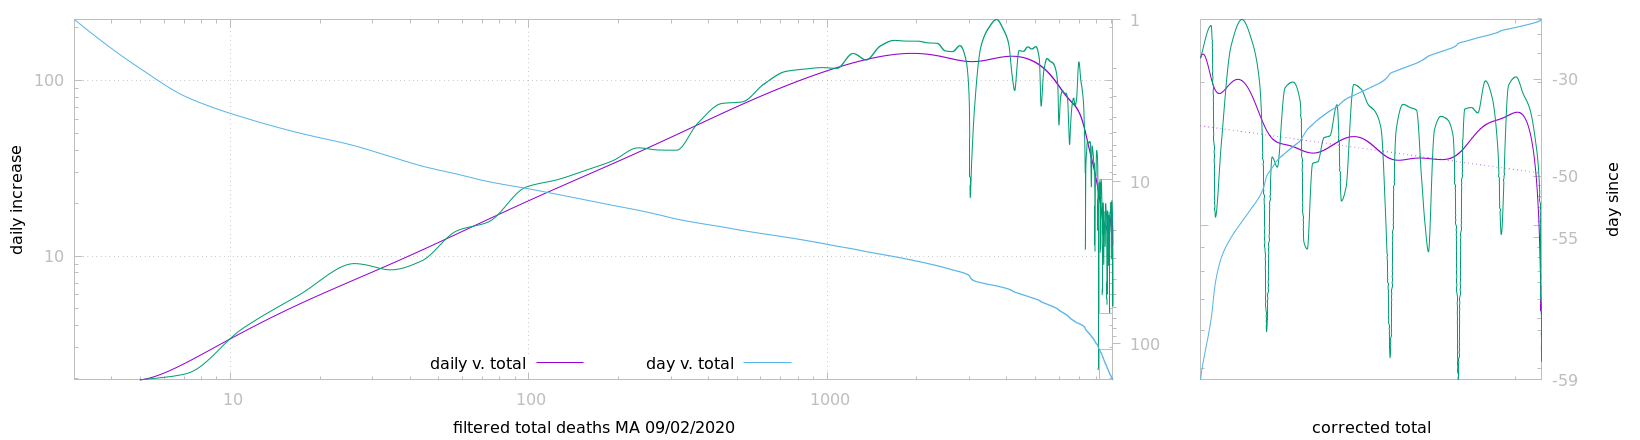 1
100
-30
10
-50
daily increase
day since
-55
10
daily v. total
day v. total
100
-59
10
100
1000
filtered total deaths MA 09/02/2020
corrected total